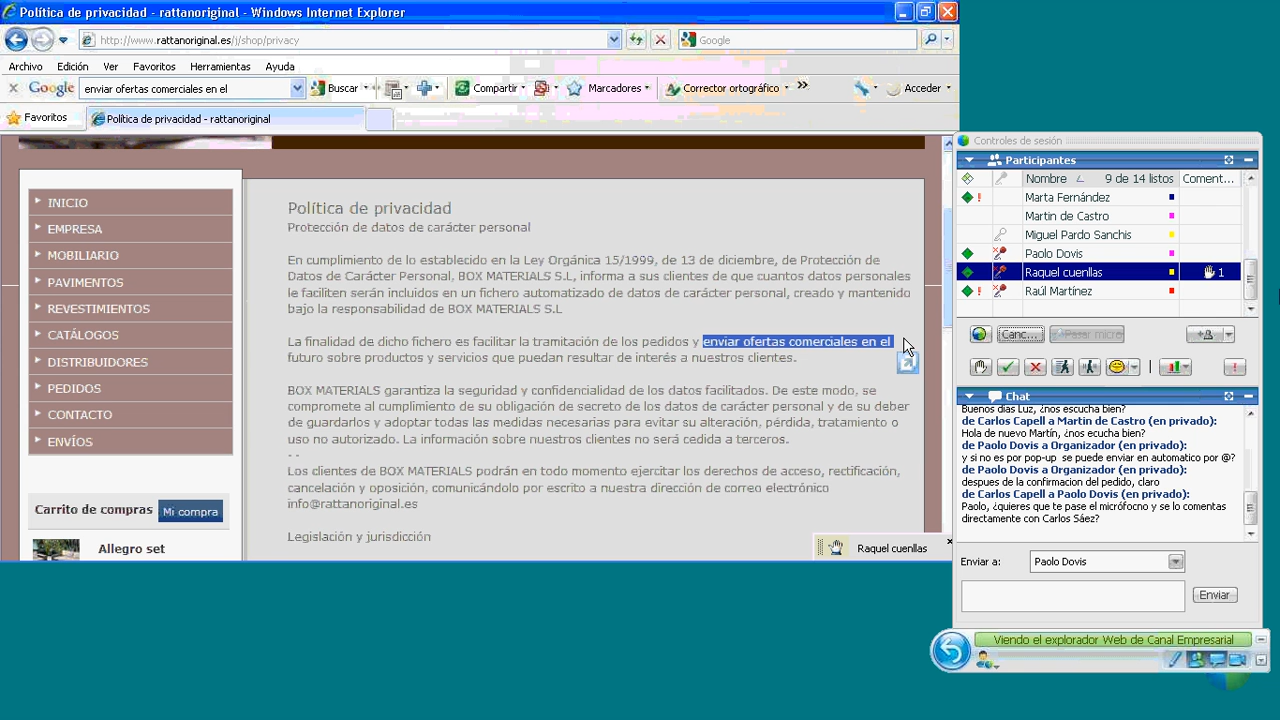 Política de privacidad - rattanoriginal - Windows Internet Explorer
http://www.rattanoriginal.es/j/shop/privacy
Google
Archivo Edición Ver Favoritos Herramientas Ayuda
Google enviar ofertas comerciales en el Buscar Compartir Marcadores Corrector ortográfico Acceder
Favoritos Política de privacidad - rattanoriginal
INICIO
EMPRESA
MOBILIARIO
PAVIMENTOS
REVESTIMIENTOS
CATÁLOGOS
DISTRIBUIDORES
PEDIDOS
CONTACTO
ENVÍOS
Carrito de compras Mi compra
Allegro set
Política de privacidad
Protección de datos de carácter personal
En cumplimiento de lo establecido en la Ley Orgánica 15/1999, de 13 de diciembre, de Protección de
Datos de Carácter Personal, BOX MATERIALS S.L, informa a sus clientes de que cuantos datos personales
le faciliten serán incluidos en un fichero automatizado de datos de carácter personal, creado y mantenido
bajo la responsabilidad de BOX MATERIALS S.L
La finalidad de dicho fichero es facilitar la tramitación de los pedidos y enviar ofertas comerciales en el
futuro sobre productos y servicios que puedan resultar de interés a nuestros clientes.
BOX MATERIALS garantiza la seguridad y confidencialidad de los datos facilitados. De este modo, se
compromete al cumplimiento de su obligación de secreto de los datos de carácter personal y de su deber
de guardarlos y adoptar todas las medidas necesarias para evitar su alteración, pérdida, tratamiento o
uso no autorizado. La información sobre nuestros clientes no será cedida a terceros.
- -
Los clientes de BOX MATERIALS podrán en todo momento ejercitar los derechos de acceso, rectificación,
cancelación y oposición, comunicándolo por escrito a nuestra dirección de correo electrónico
info@rattanoriginal.es
Legislación y jurisdicción
Raquel cuenllas
Controles de sesión
Participantes
Nombre 9 de 14 listos Coment...
Marta Fernández
Martin de Castro
Miguel Pardo Sanchis
Paolo Dovis
Raquel cuenllas 1
Raúl Martínez
Canc... Pasar micró
Chat
Buenos días Luz, ¿nos escucha bien?
de Carlos Capell a Martin de Castro (en privado):
Hola de nuevo Martín, ¿nos ecucha bien?
de Paolo Dovis a Organizador (en privado):
y si no es por pop-up se puede enviar en automatico por @?
de Paolo Dovis a Organizador (en privado):
despues de la confirmacion del pedido, claro
de Carlos Capell a Paolo Dovis (en privado):
Paolo, ¿quieres que te pase el micrófocno y se lo comentas
directamente con Carlos Sáez?
Enviar a: Paolo Dovis
Enviar
Viendo el explorador Web de Canal Empresarial